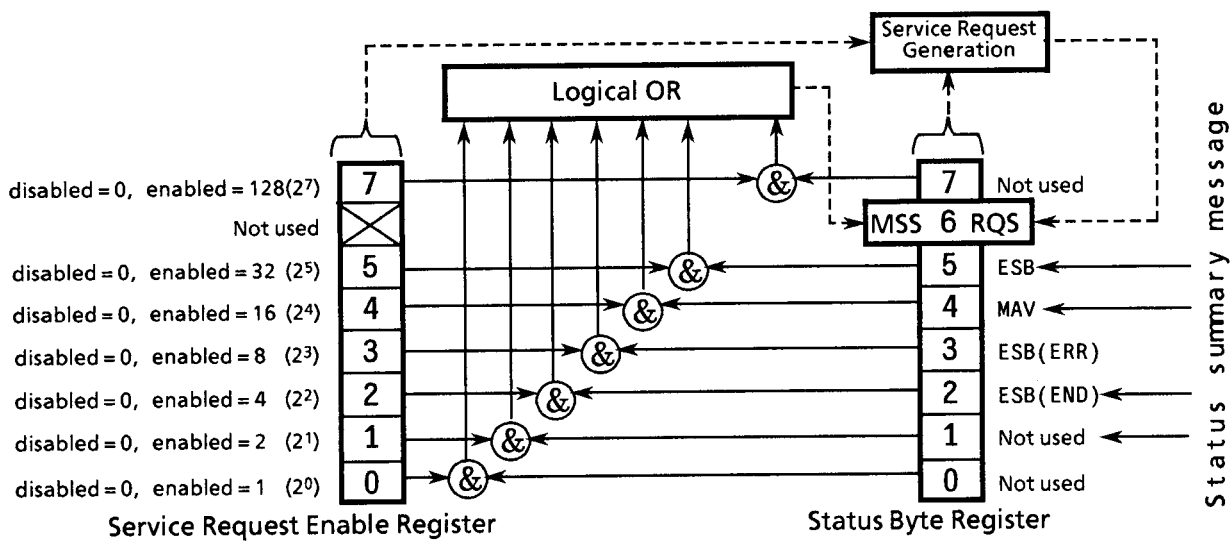 Service Request
Generation
Logical OR
disabled = 0, enabled = 128(2⁷) 7 & 7 Not used
Not used MSS 6 RQS
disabled = 0, enabled = 32 (2⁵) 5 & 5 ESB
disabled = 0, enabled = 16 (2⁴) 4 & 4 MAV
disabled = 0, enabled = 8 (2³) 3 & 3 ESB(ERR)
disabled = 0, enabled = 4 (2²) 2 & 2 ESB(END)
disabled = 0, enabled = 2 (2¹) 1 & 1 Not used
disabled = 0, enabled = 1 (2⁰) 0 & 0 Not used
Service Request Enable Register
Status Byte Register
Status summary message